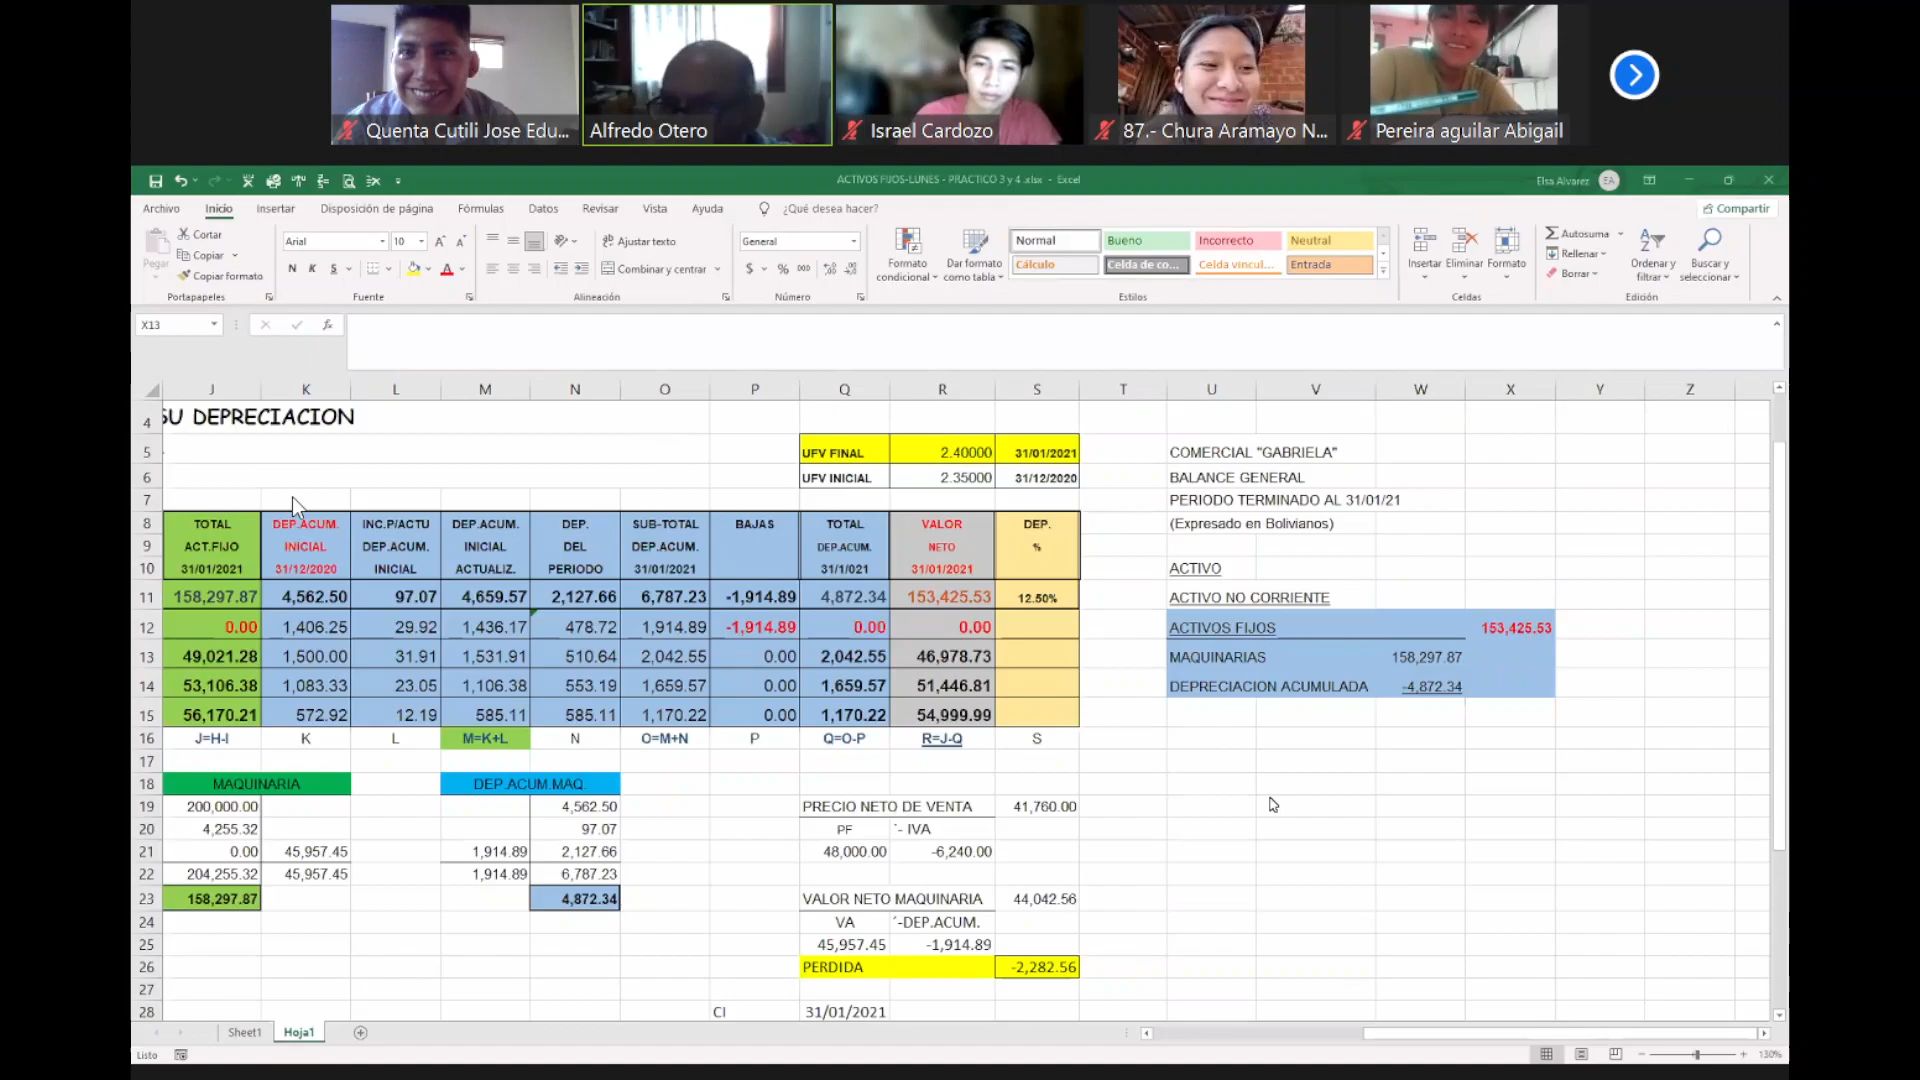 Quenta Cutili Jose Edu...
Alfredo Otero
Israel Cardozo
87.- Chura Aramayo N...
Pereira aguilar Abigail
ACTIVOS FIJOS-LUNES - PRACTICO 3 y 4 .xlsx - Excel
Elsa Alvarez EA
Archivo Inicio Insertar Disposición de página Fórmulas Datos Revisar Vista Ayuda ¿Qué desea hacer? Compartir
Pegar Cortar Copiar Copiar formato
Arial 10 N K S
Ajustar texto
Combinar y centrar
General
$ % 000
Formato condicional
Dar formato como tabla
Normal Bueno Incorrecto Neutral
Cálculo Celda de co... Celda vincul... Entrada
Insertar Eliminar Formato
Autosuma
Rellenar
Borrar
Ordenar y filtrar
Buscar y seleccionar
Portapapeles Fuente Alineación Número Estilos Celdas Edición
X13 fx
J K L M N O P Q R S T U V W X Y Z
4 SU DEPRECIACION
5 UFV FINAL 2.40000 31/01/2021 COMERCIAL "GABRIELA"
6 UFV INICIAL 2.35000 31/12/2020 BALANCE GENERAL
7 PERIODO TERMINADO AL 31/01/21
8 TOTAL DEP.ACUM. INC.P/ACTU DEP.ACUM. DEP. SUB-TOTAL BAJAS TOTAL VALOR DEP. (Expresado en Bolivianos)
9 ACT.FIJO INICIAL DEP.ACUM. INICIAL DEL DEP.ACUM. DEP.ACUM. NETO %
10 31/01/2021 31/12/2020 INICIAL ACTUALIZ. PERIODO 31/01/2021 31/1/021 31/01/2021 ACTIVO
11 158,297.87 4,562.50 97.07 4,659.57 2,127.66 6,787.23 -1,914.89 4,872.34 153,425.53 12.50% ACTIVO NO CORRIENTE
12 0.00 1,406.25 29.92 1,436.17 478.72 1,914.89 -1,914.89 0.00 0.00 ACTIVOS FIJOS 153,425.53
13 49,021.28 1,500.00 31.91 1,531.91 510.64 2,042.55 0.00 2,042.55 46,978.73 MAQUINARIAS 158,297.87
14 53,106.38 1,083.33 23.05 1,106.38 553.19 1,659.57 0.00 1,659.57 51,446.81 DEPRECIACION ACUMULADA -4,872.34
15 56,170.21 572.92 12.19 585.11 585.11 1,170.22 0.00 1,170.22 54,999.99
16 J=H-I K L M=K+L N O=M+N P Q=O-P R=J-Q S
17
18 MAQUINARIA DEP.ACUM.MAQ.
19 200,000.00 4,562.50 PRECIO NETO DE VENTA 41,760.00
20 4,255.32 97.07 PF ´- IVA
21 0.00 45,957.45 1,914.89 2,127.66 48,000.00 -6,240.00
22 204,255.32 45,957.45 1,914.89 6,787.23
23 158,297.87 4,872.34 VALOR NETO MAQUINARIA 44,042.56
24 VA ´-DEP.ACUM.
25 45,957.45 -1,914.89
26 PERDIDA -2,282.56
27
28 CI 31/01/2021
Sheet1 Hoja1
Listo 130%